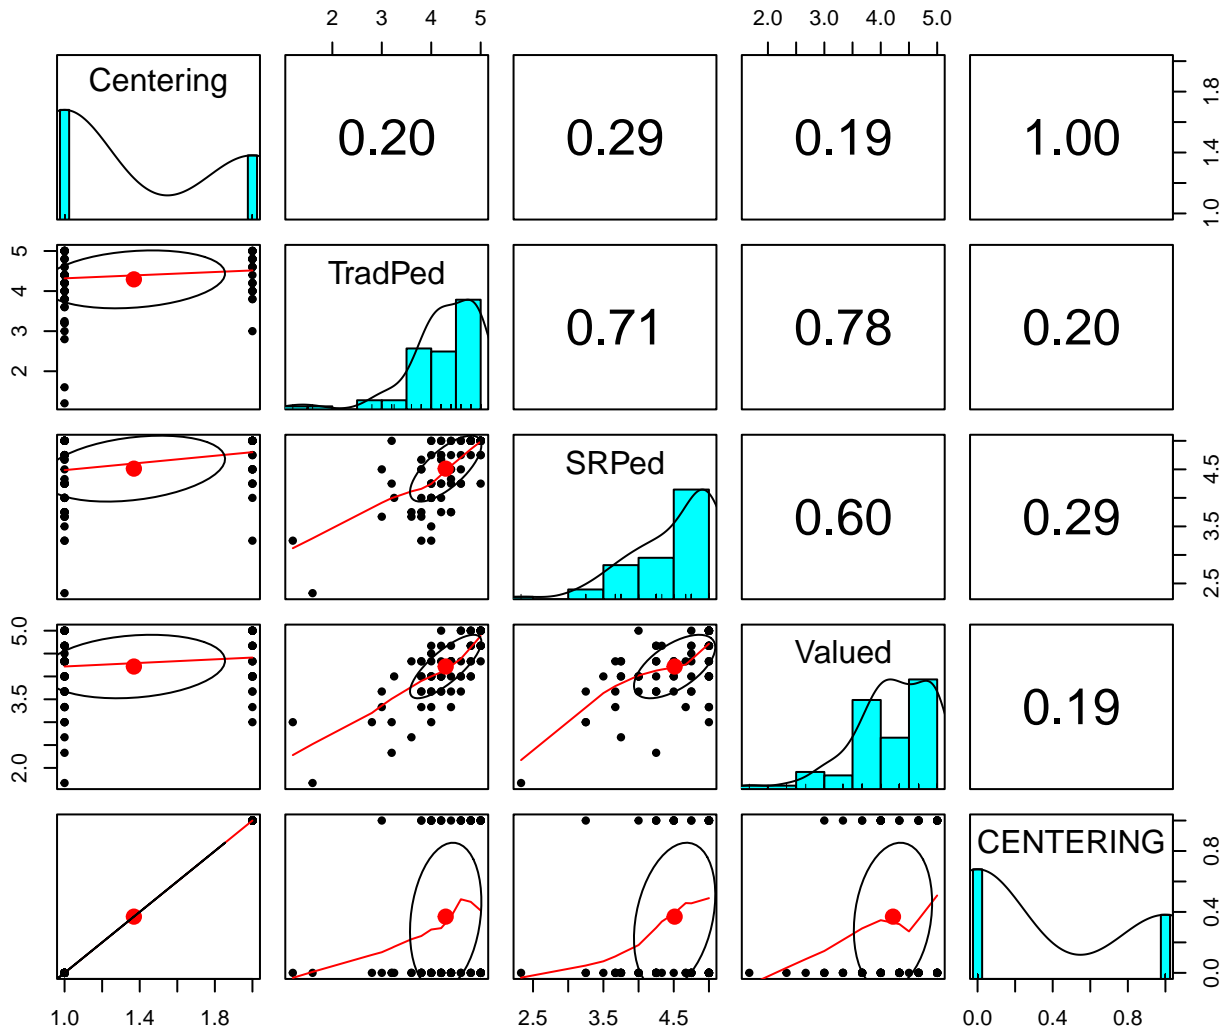 2 3 4 5 2.0 3.0 4.0 5.0
Centering 0.20 0.29 0.19 1.00
1.0 1.4 1.8
TradPed 0.71 0.78 0.20
2 3 4 5
SRPed 0.60 0.29
2.5 3.5 4.5
Valued 0.19
2.0 3.5 5.0
CENTERING
0.0 0.4 0.8
1.0 1.4 1.8 2.5 3.5 4.5 0.0 0.4 0.8